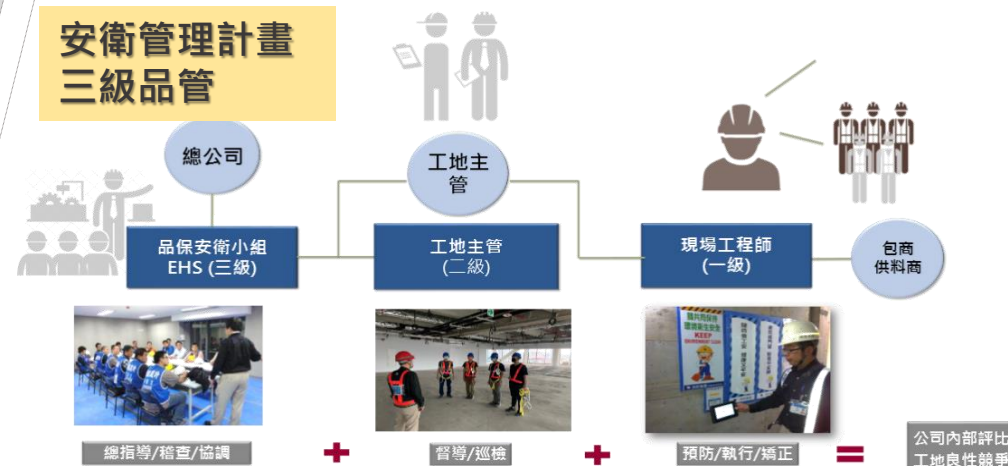 安衛管理計畫
三級品管
總公司
工地主
管
品保安衛小組
EHS (三級)
工地主管
(二級)
現場工程師
(一級)
包商
供料商
KEEP
總指導/稽查/協調
督導/巡檢
預防/執行/矯正
公司內部評比
工地良性競爭